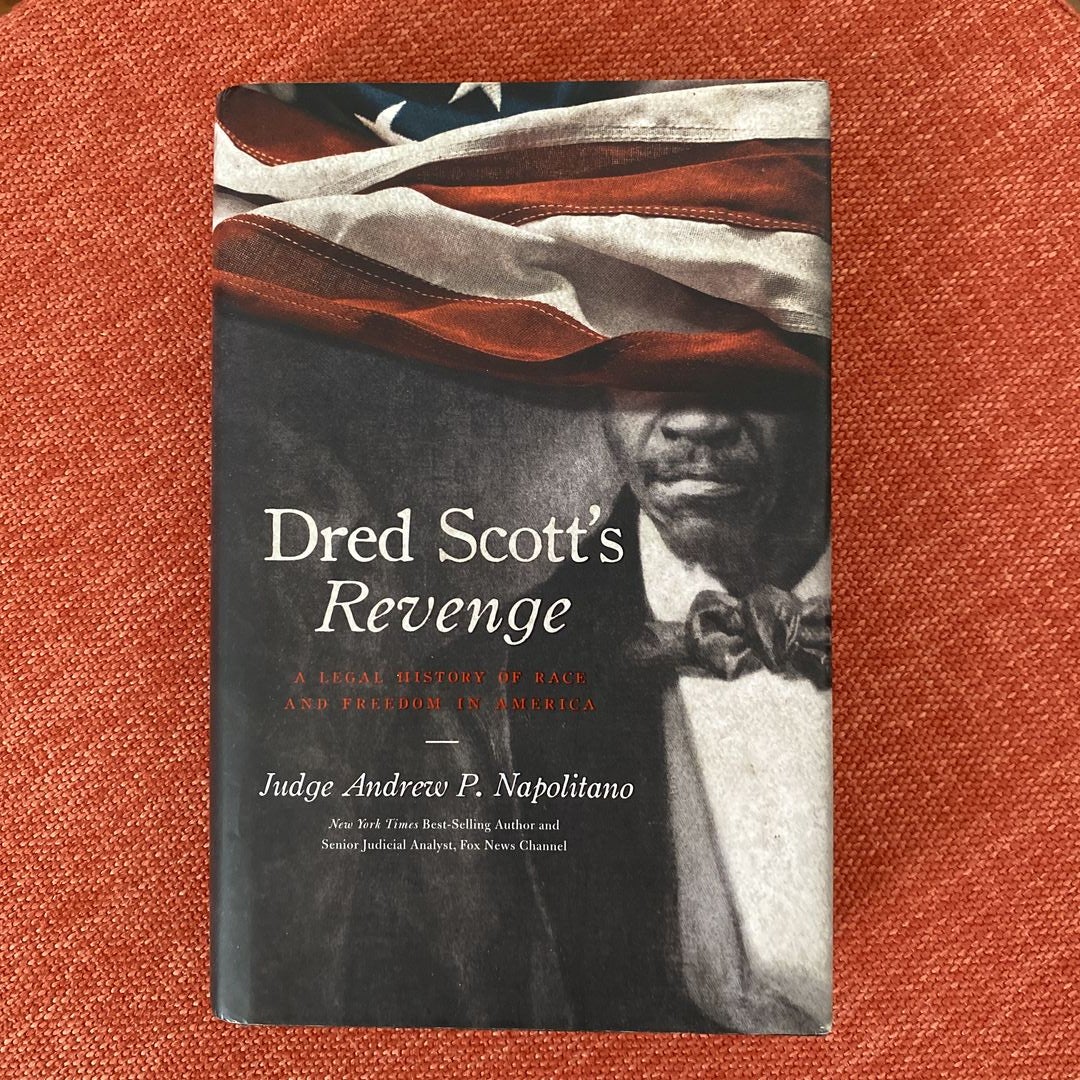 Dred Scott's
Revenge
A LEGAL HISTORY OF RACE
AND FREEDOM IN AMERICA
Judge Andrew P. Napolitano
New York Times Best-Selling Author and
Senior Judicial Analyst, Fox News Channel